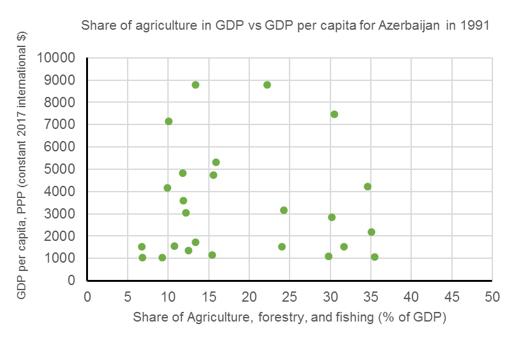 Share of agriculture in GDP vs GDP per capita for Azerbaijan in 1991
GDP per capita, PPP (constant 2017 international $)
10000
9000
8000
7000
6000
5000
4000
3000
2000
1000
0
0 5 10 15 20 25 30 35 40 45 50
Share of Agriculture, forestry, and fishing (% of GDP)